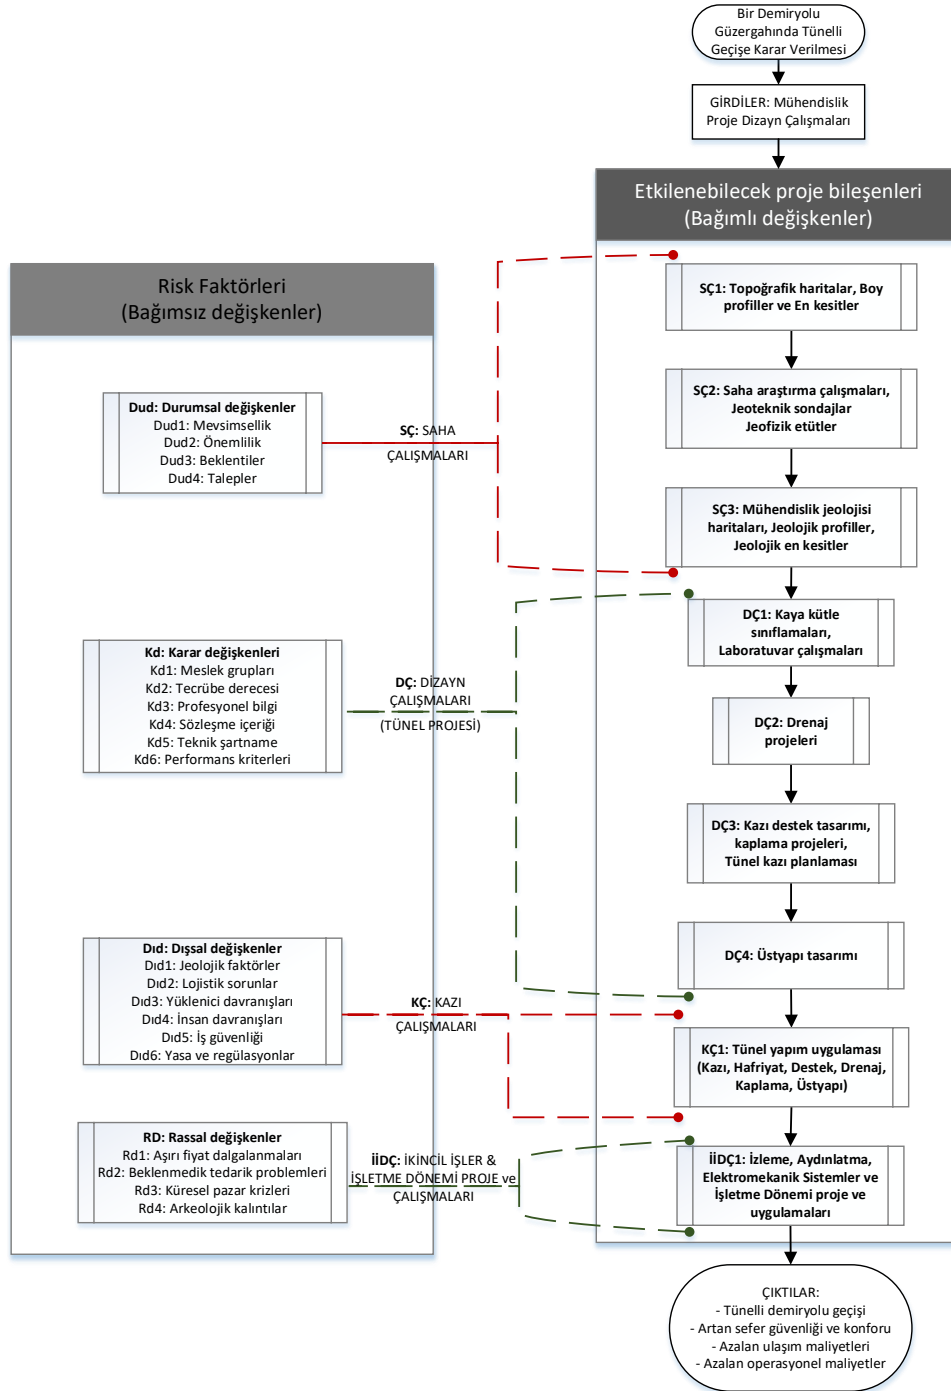 Bir Demiryolu
Güzergahında Tünelli
Geçişe Karar Verilmesi
GİRDİLER: Mühendislik
Proje Dizayn Çalışmaları
Etkilenebilecek proje bileşenleri
(Bağımlı değişkenler)
Risk Faktörleri
(Bağımsız değişkenler)
SÇ1: Topoğrafik haritalar, Boy
profiller ve En kesitler
SÇ2: Saha araştırma çalışmaları,
Jeoteknik sondajlar
Jeofizik etütler
Dud: Durumsal değişkenler
Dud1: Mevsimsellik
Dud2: Önemlilik
Dud3: Beklentiler
Dud4: Talepler
SÇ: SAHA
ÇALIŞMALARI
SÇ3: Mühendislik jeolojisi
haritaları, Jeolojik profiller,
Jeolojik en kesitler
DÇ1: Kaya kütle
sınıflamaları,
Laboratuvar çalışmaları
Kd: Karar değişkenleri
Kd1: Meslek grupları
Kd2: Tecrübe derecesi
Kd3: Profesyonel bilgi
Kd4: Sözleşme içeriği
Kd5: Teknik şartname
Kd6: Performans kriterleri
DÇ: DİZAYN
ÇALIŞMALARI
(TÜNEL PROJESİ)
DÇ2: Drenaj
projeleri
DÇ3: Kazı destek tasarımı,
kaplama projeleri,
Tünel kazı planlaması
DÇ4: Üstyapı tasarımı
Dıd: Dışsal değişkenler
Dıd1: Jeolojik faktörler
Dıd2: Lojistik sorunlar
Dıd3: Yüklenici davranışları
Dıd4: İnsan davranışları
Dıd5: İş güvenliği
Dıd6: Yasa ve regülasyonlar
KÇ: KAZI
ÇALIŞMALARI
KÇ1: Tünel yapım uygulaması
(Kazı, Hafriyat, Destek, Drenaj,
Kaplama, Üstyapı)
RD: Rassal değişkenler
Rd1: Aşırı fiyat dalgalanmaları
Rd2: Beklenmedik tedarik problemleri
Rd3: Küresel pazar krizleri
Rd4: Arkeolojik kalıntılar
İİDÇ: İKİNCİL İŞLER &
İŞLETME DÖNEMİ PROJE ve
ÇALIŞMALARI
İİDÇ1: İzleme, Aydınlatma,
Elektromekanik Sistemler ve
İşletme Dönemi proje ve
uygulamaları
ÇIKTILAR:
- Tünelli demiryolu geçişi
- Artan sefer güvenliği ve konforu
- Azalan ulaşım maliyetleri
- Azalan operasyonel maliyetler